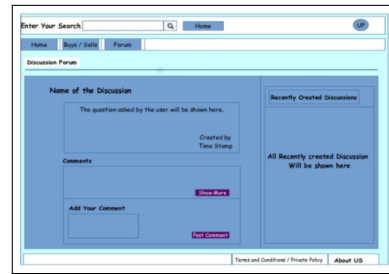 Enter Your Search
Home
UP
Home
Buys / Sells
Forum
Discussion Forum
Name of the Discussion
The question asked by the user will be shown here.
Created by
Time Stamp
Comments
Show More
Add Your Comment
Post Comment
Recently Created Discussions
All Recently created Discussion
Will be shown here
Terms and Conditions / Private Policy
About US